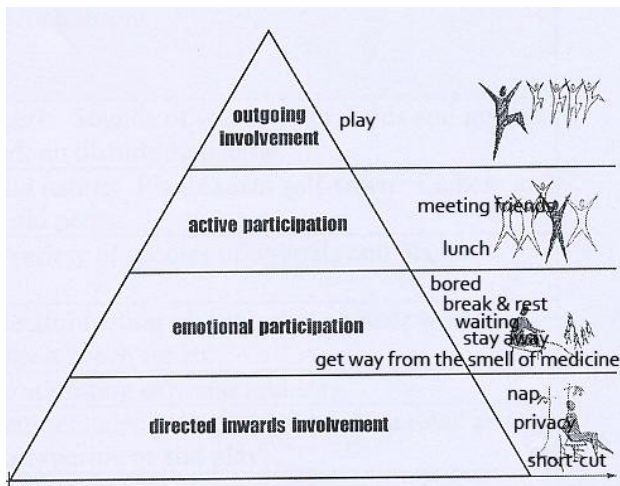 outgoing
involvement
play
active participation
meeting friends
lunch
emotional participation
bored
break & rest
waiting
stay away
get way from the smell of medicine
directed inwards involvement
nap
privacy
short-cut